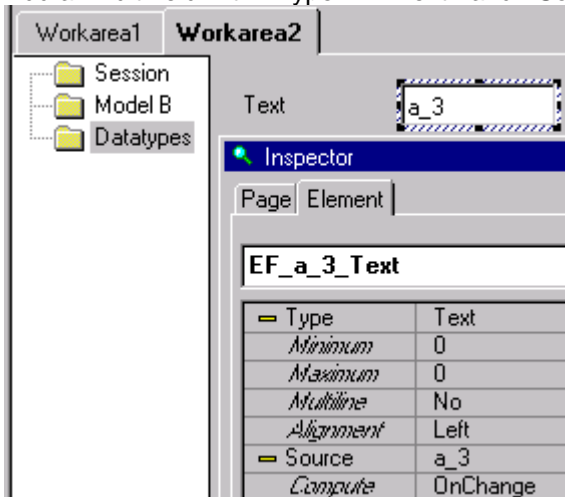 Workarea1 Workarea2
Session
Model B
Datatypes
Text a_3
Inspector
Page Element
EF_a_3_Text
Type Text
Minimum 0
Maximum 0
Multiline No
Alignment Left
Source a_3
Compute OnChange